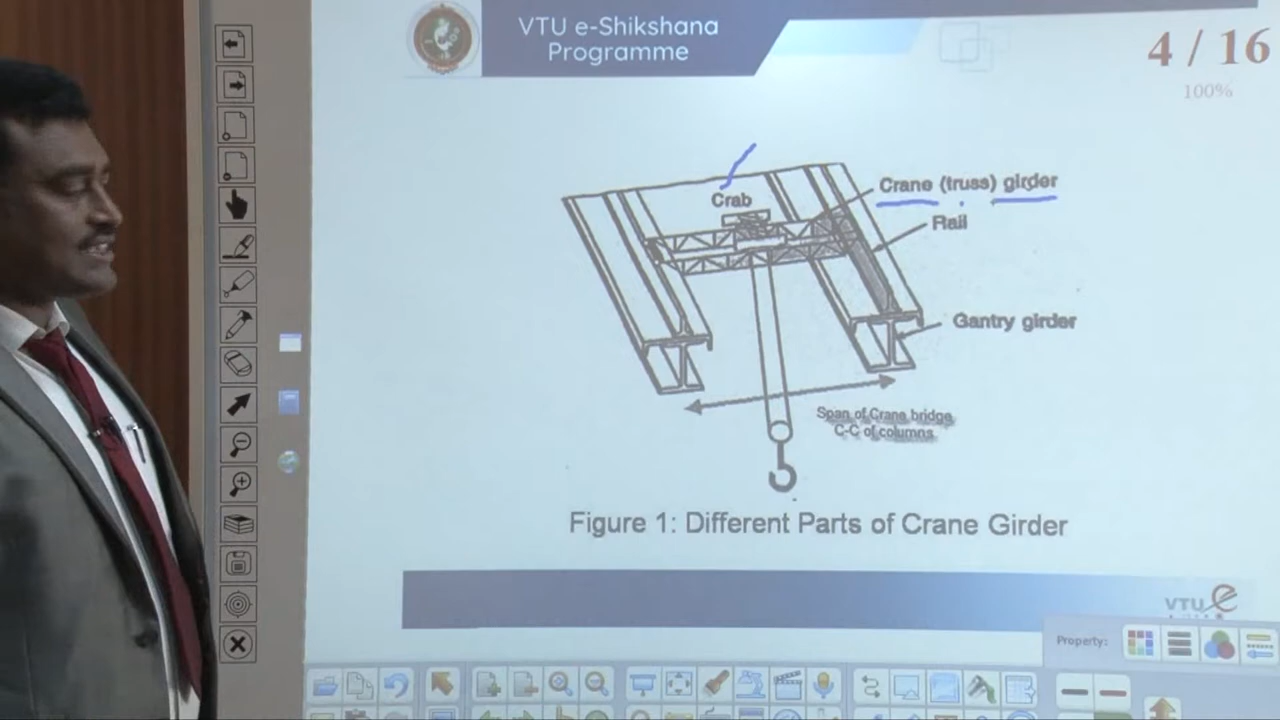 VTU e-Shikshana
Programme
4 / 16
100%
Crab
Crane (truss) girder
Rail
Gantry girder
Span of Crane bridge
C-C of columns
Figure 1: Different Parts of Crane Girder
VTU e
Property: